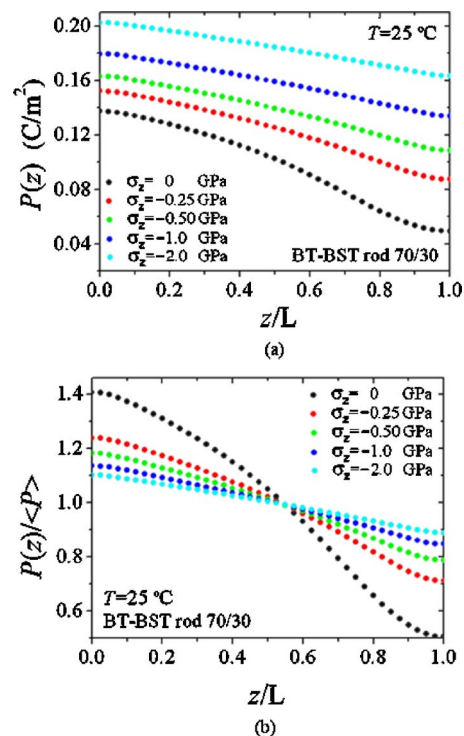 0.20
0.16
0.12
0.08
0.04
P(z) (C/m²)
T=25 ºC
σz= 0 GPa
σz=−0.25 GPa
σz=−0.50 GPa
σz=−1.0 GPa
σz=−2.0 GPa
BT-BST rod 70/30
0.0 0.2 0.4 0.6 0.8 1.0
z/L
(a)
1.4
1.2
1.0
0.8
0.6
P(z)/<P>
σz= 0 GPa
σz=−0.25 GPa
σz=−0.50 GPa
σz=−1.0 GPa
σz=−2.0 GPa
T=25 ºC
BT-BST rod 70/30
0.0 0.2 0.4 0.6 0.8 1.0
z/L
(b)